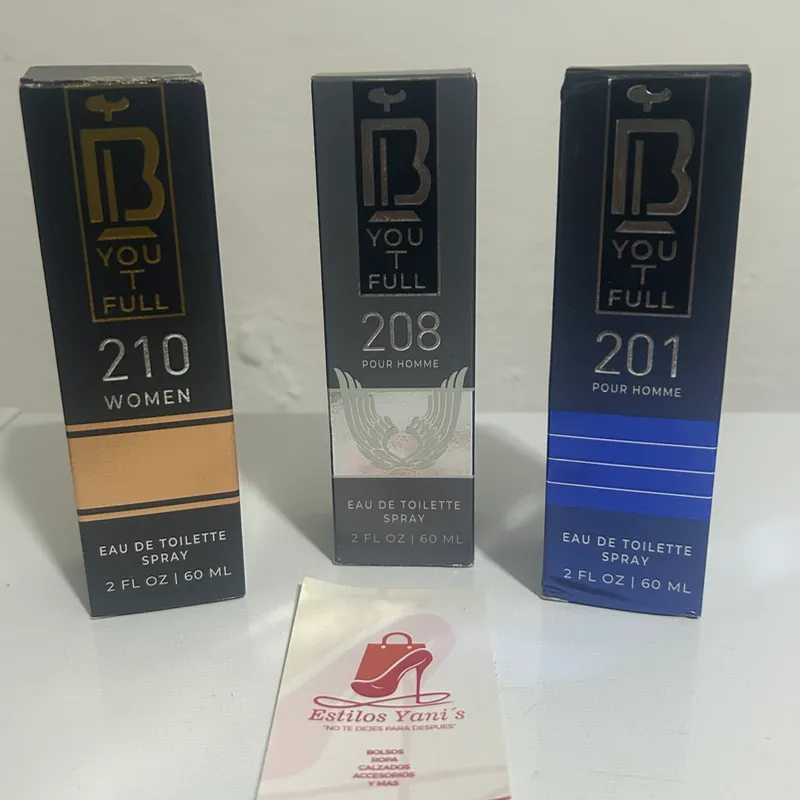 B
YOU
T
FULL
210
WOMEN
EAU DE TOILETTE
SPRAY
2 FL OZ | 60 ML
B
YOU
T
FULL
208
POUR HOMME
EAU DE TOILETTE
SPRAY
2 FL OZ | 60 ML
B
YOU
T
FULL
201
POUR HOMME
EAU DE TOILETTE
SPRAY
2 FL OZ | 60 ML
Estilos Yani´s
"NO TE DEJES PARA DESPUES"
BOLSOS
ROPA
CALZADOS
ACCESORIOS
Y MAS